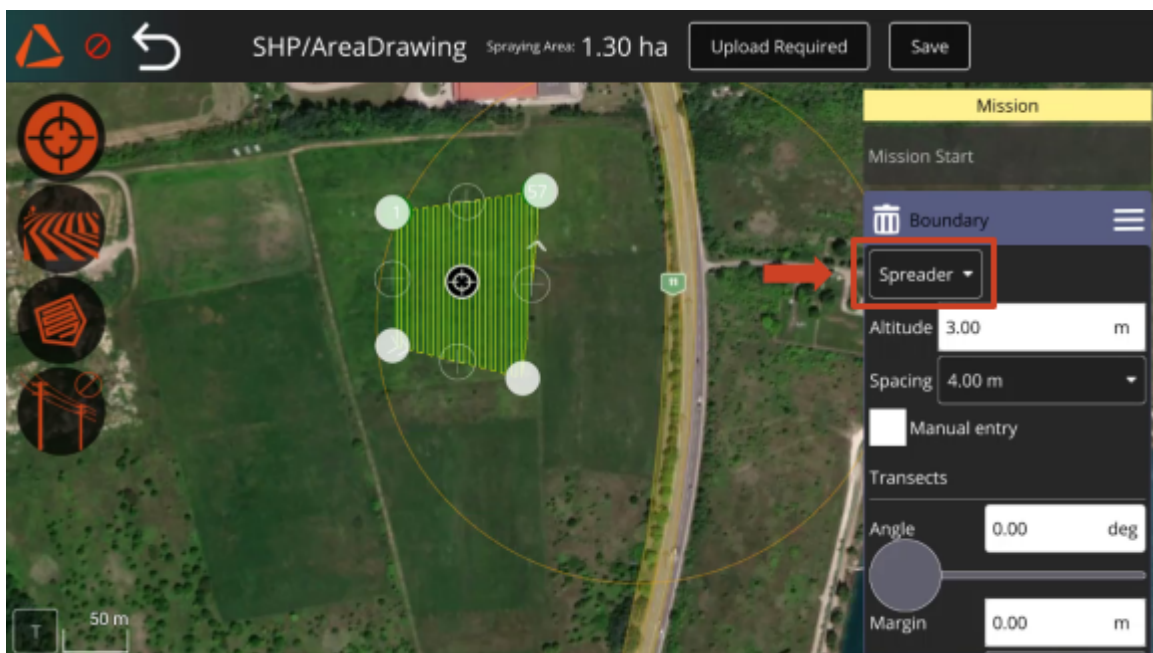 SHP/AreaDrawing Spraying Area: 1.30 ha Upload Required Save
Mission
Mission Start
Boundary
Spreader
Altitude 3.00 m
Spacing 4.00 m
Manual entry
Transects
Angle 0.00 deg
Margin 0.00 m
1
57
11
T
50 m